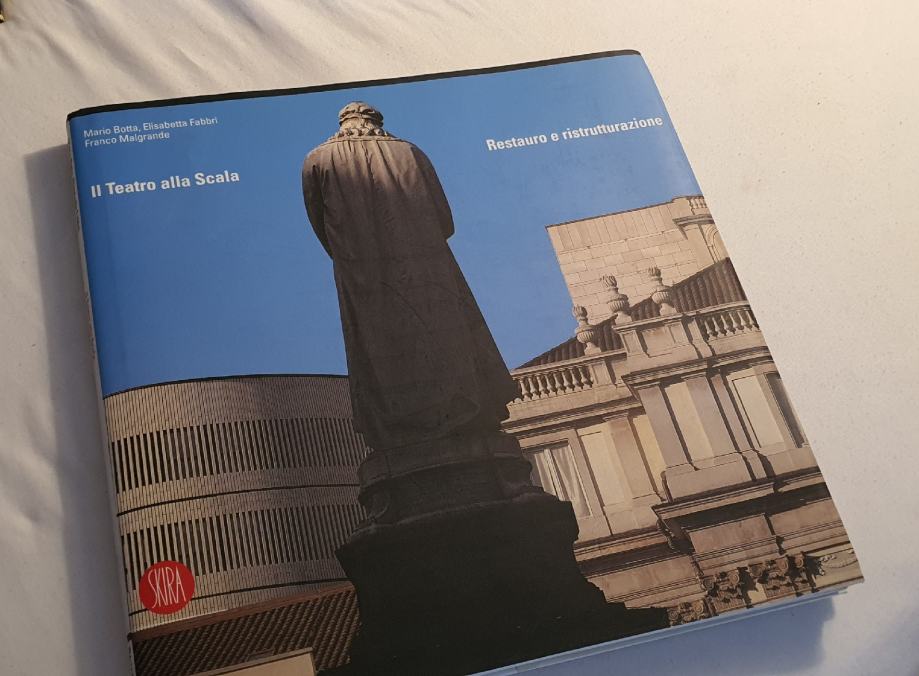 Mario Botta, Elisabetta Fabbri
Franco Malgrande
Il Teatro alla Scala
Restauro e ristrutturazione
SKIRA